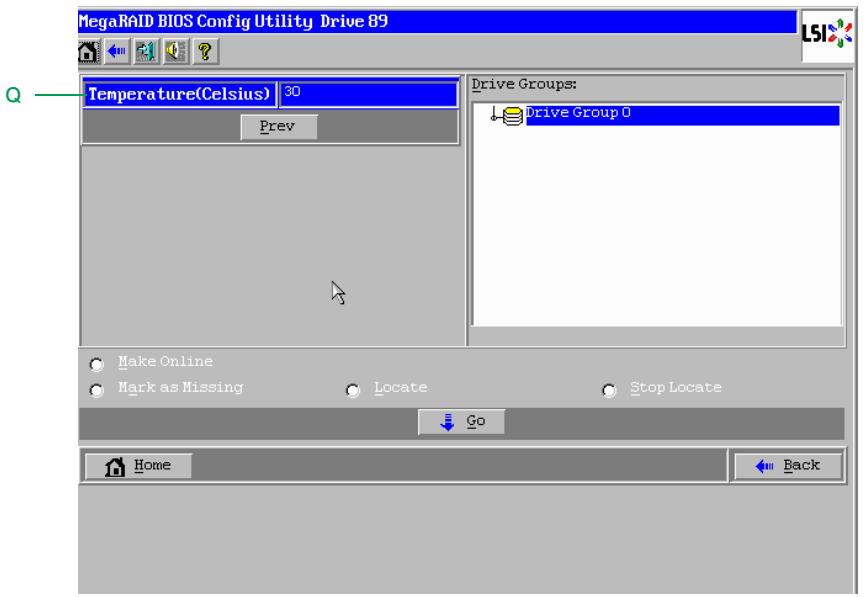 MegaRAID BIOS Config Utility Drive 89
LSI
?
Q
Temperature(Celsius) 30
Prev
Drive Groups:
Drive Group 0
Make Online
Mark as Missing Locate Stop Locate
Go
Home Back